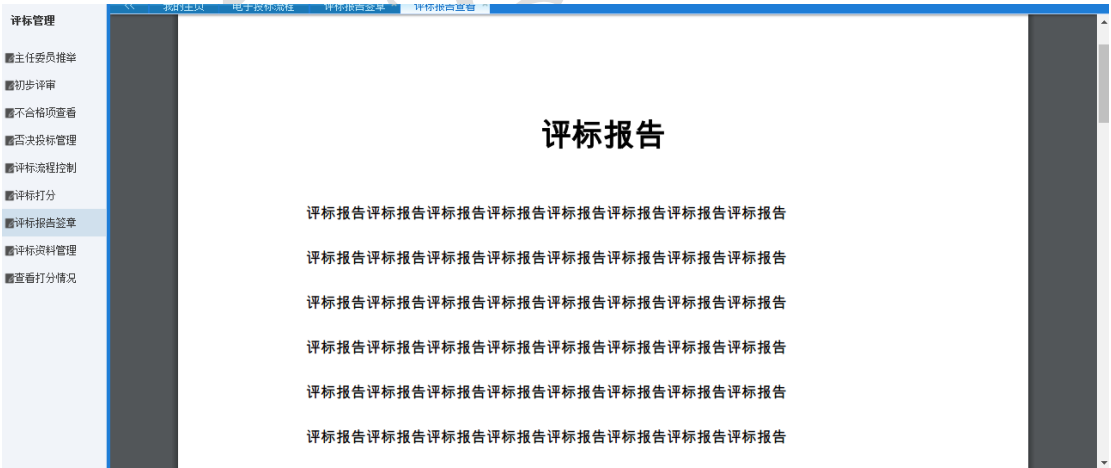 我的主页 电子投标流程 评标报告签章 评标报告查看
评标管理
主任委员推举
初步评审
不合格项查看
否决投标管理
评标流程控制
评标打分
评标报告签章
评标资料管理
查看打分情况
评标报告
评标报告评标报告评标报告评标报告评标报告评标报告评标报告评标报告
评标报告评标报告评标报告评标报告评标报告评标报告评标报告评标报告
评标报告评标报告评标报告评标报告评标报告评标报告评标报告评标报告
评标报告评标报告评标报告评标报告评标报告评标报告评标报告评标报告
评标报告评标报告评标报告评标报告评标报告评标报告评标报告评标报告
评标报告评标报告评标报告评标报告评标报告评标报告评标报告评标报告